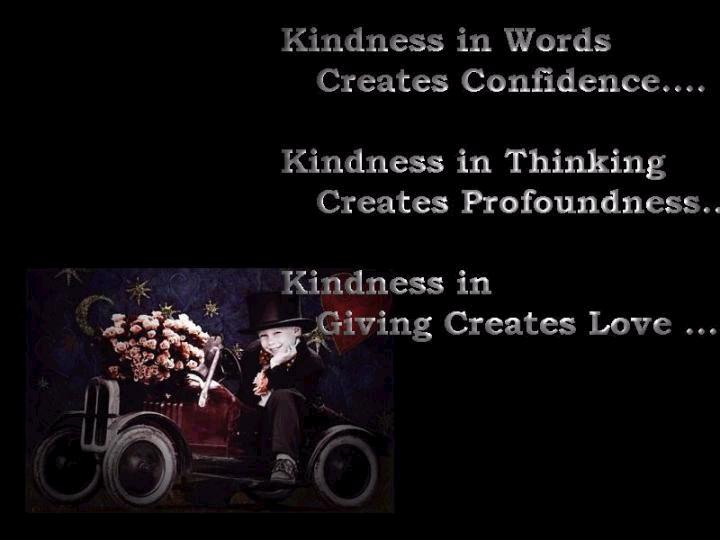 Kindness in Words
Creates Confidence....
Kindness in Thinking
Creates Profoundness..
Kindness in
Giving Creates Love ...